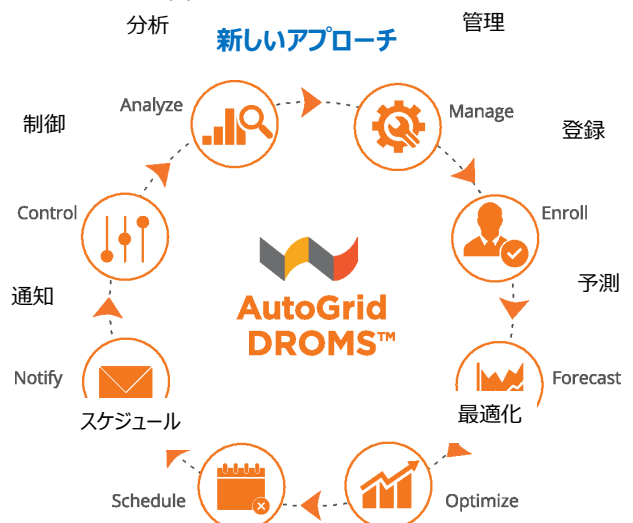 分析
新しいアプローチ
管理
Analyze
Manage
制御
登録
Control
Enroll
通知
予測
AutoGrid
DROMS™
Notify
Forecast
スケジュール
最適化
Schedule
Optimize